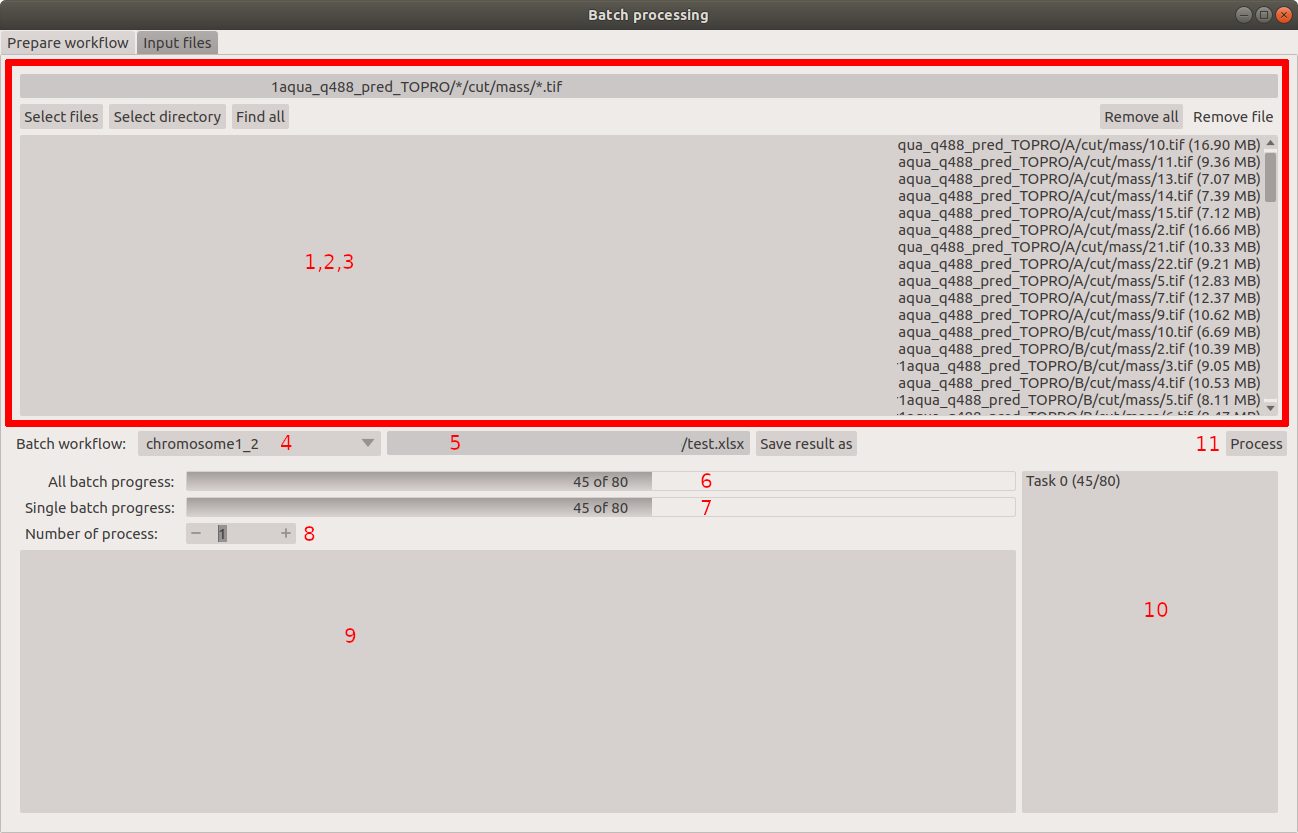 Batch processing
Prepare workflow Input files
1aqua_q488_pred_TOPRO/*/cut/mass/*.tif
Select files Select directory Find all Remove all Remove file
qua_q488_pred_TOPRO/A/cut/mass/10.tif (16.90 MB)
aqua_q488_pred_TOPRO/A/cut/mass/11.tif (9.36 MB)
aqua_q488_pred_TOPRO/A/cut/mass/13.tif (7.07 MB)
aqua_q488_pred_TOPRO/A/cut/mass/14.tif (7.39 MB)
aqua_q488_pred_TOPRO/A/cut/mass/15.tif (7.12 MB)
aqua_q488_pred_TOPRO/A/cut/mass/2.tif (16.66 MB)
qua_q488_pred_TOPRO/A/cut/mass/21.tif (10.33 MB)
aqua_q488_pred_TOPRO/A/cut/mass/22.tif (9.21 MB)
1,2,3
aqua_q488_pred_TOPRO/A/cut/mass/5.tif (12.83 MB)
aqua_q488_pred_TOPRO/A/cut/mass/7.tif (12.37 MB)
aqua_q488_pred_TOPRO/A/cut/mass/9.tif (10.62 MB)
aqua_q488_pred_TOPRO/B/cut/mass/10.tif (6.69 MB)
aqua_q488_pred_TOPRO/B/cut/mass/2.tif (10.39 MB)
1aqua_q488_pred_TOPRO/B/cut/mass/3.tif (9.05 MB)
aqua_q488_pred_TOPRO/B/cut/mass/4.tif (10.53 MB)
1aqua_q488_pred_TOPRO/B/cut/mass/5.tif (8.11 MB)
1aqua_q488_pred_TOPRO/B/cut/mass/6.tif (8.47 MB)
Batch workflow: chromosome1_2 4 5 /test.xlsx Save result as 11 Process
All batch progress: 45 of 80 6 Task 0 (45/80)
Single batch progress: 45 of 80 7
Number of process: − 1 + 8
10
9